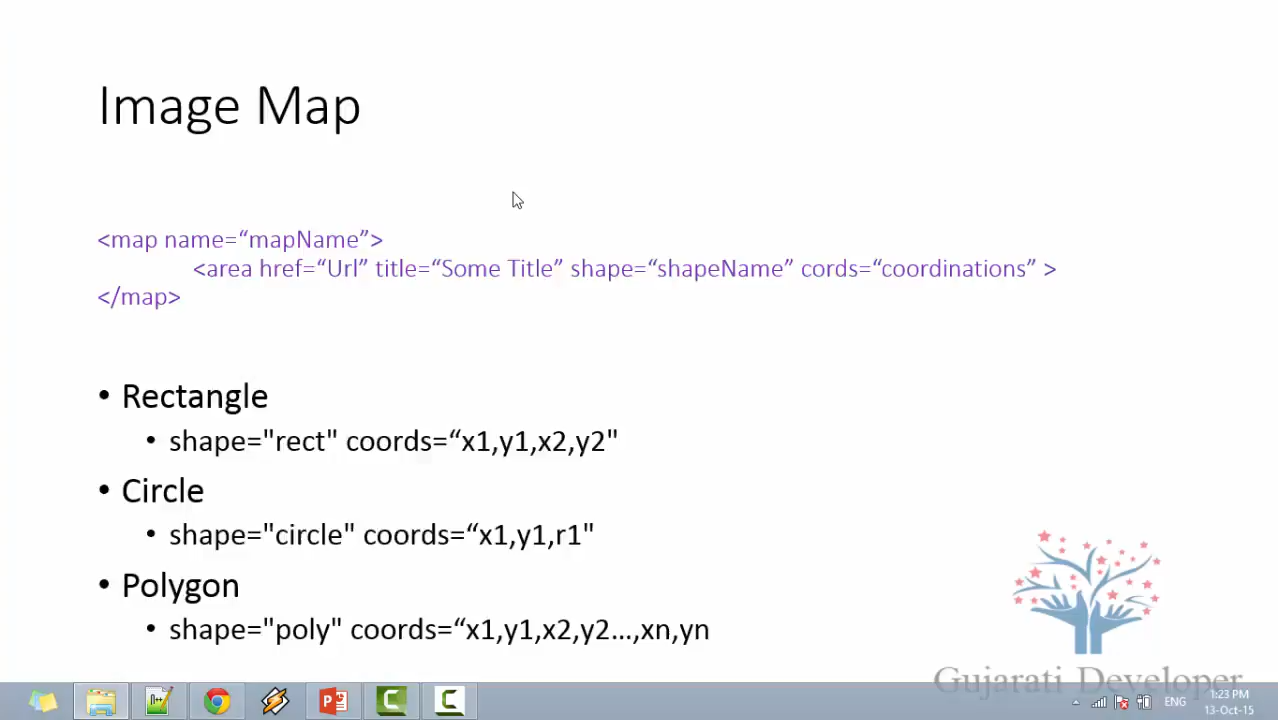 Image Map
<map name=“mapName”>
<area href=“Url” title=“Some Title” shape=“shapeName” cords=“coordinations” >
</map>
• Rectangle
• shape="rect" coords=“x1,y1,x2,y2"
• Circle
• shape="circle" coords=“x1,y1,r1"
• Polygon
• shape="poly" coords=“x1,y1,x2,y2…,xn,yn
Gujarati Developer
ENG
1:23 PM
13-Oct-15